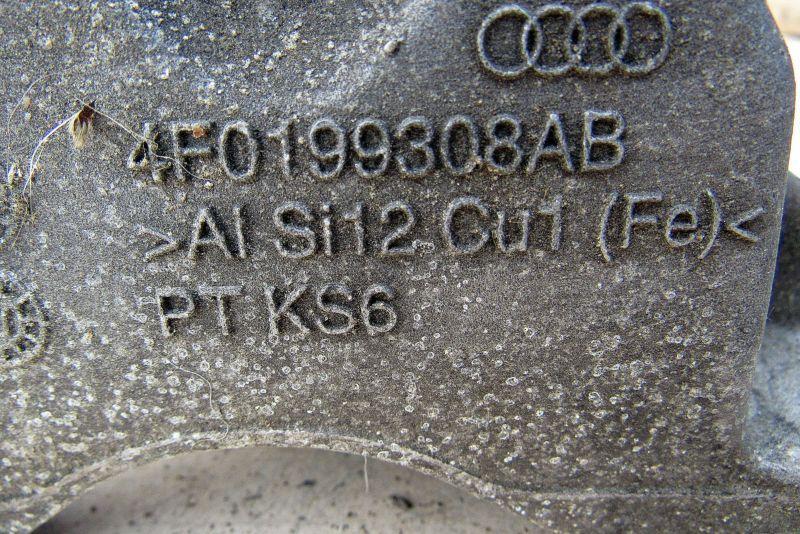 4F0199308AB
>Al Si12 Cu1 (Fe)<
PT KS6